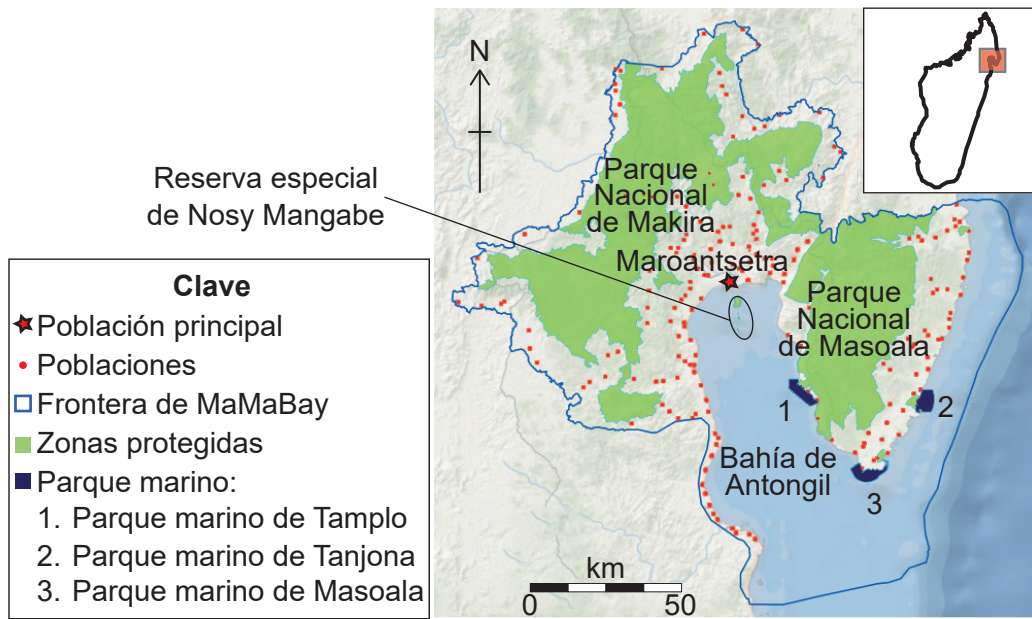 N
Reserva especial
de Nosy Mangabe
Parque
Nacional
de Makira
Maroantsetra
Parque
Nacional
de Masoala
Clave
Población principal
Poblaciones
Frontera de MaMaBay
Zonas protegidas
Parque marino:
1. Parque marino de Tamplo
2. Parque marino de Tanjona
3. Parque marino de Masoala
1
2
3
Bahía de
Antongil
km
0 50